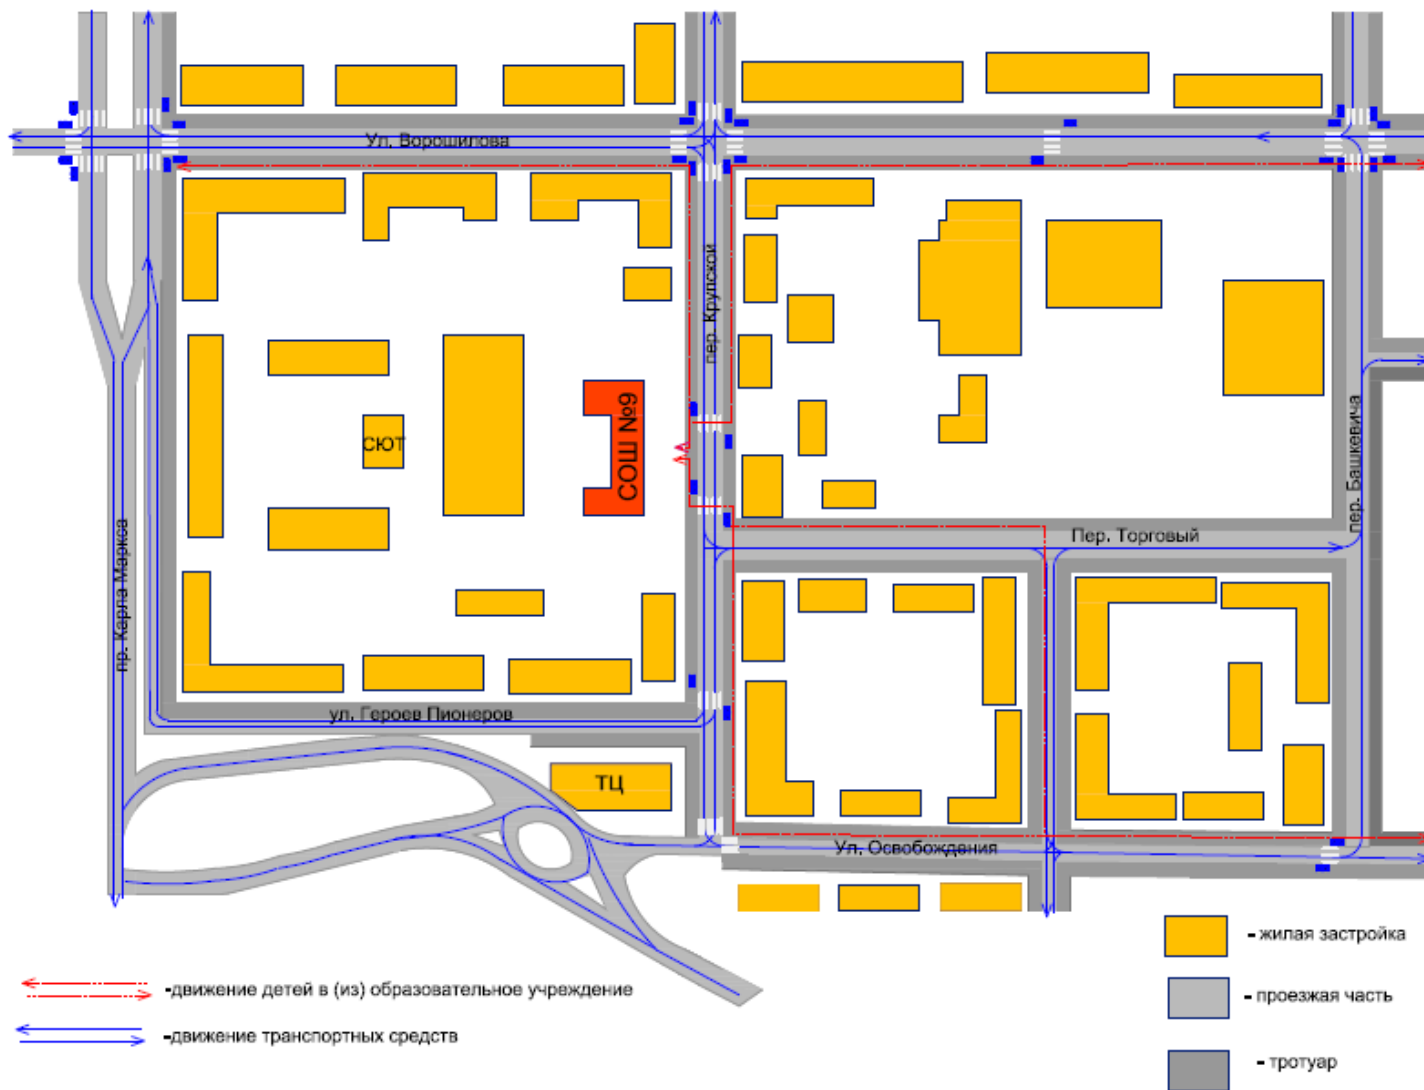 Ул. Ворошилова
пер. Крупской
СЮТ
СОШ №9
пер. Башкевича
Пер. Торговый
пр. Карла Маркса
ул. Героев Пионеров
ТЦ
Ул. Освобождения
- жилая застройка
-движение детей в (из) образовательное учреждение
- проезжая часть
-движение транспортных средств
- тротуар